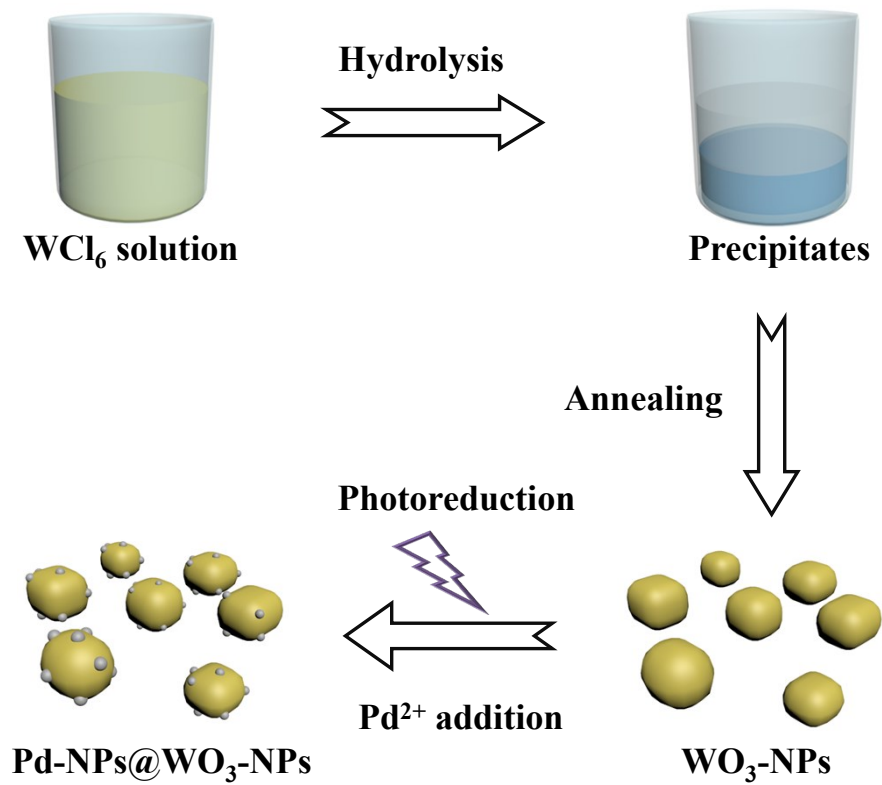 Hydrolysis
WCl₆ solution
Precipitates
Annealing
Photoreduction
Pd²⁺ addition
Pd-NPs@WO₃-NPs
WO₃-NPs